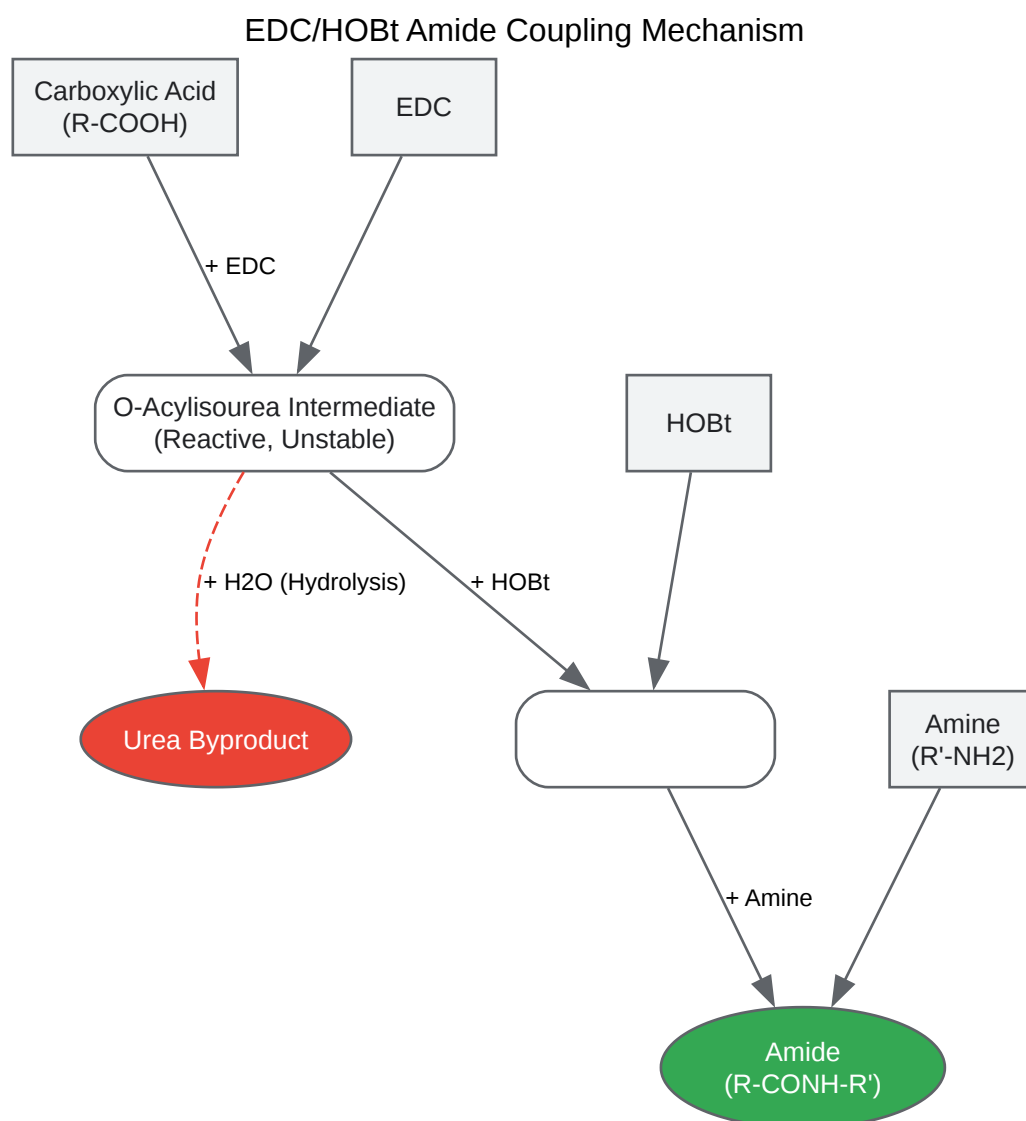 EDC/HOBt Amide Coupling Mechanism
Carboxylic Acid
(R-COOH)
EDC
+ EDC
O-Acylisourea Intermediate
(Reactive, Unstable)
HOBt
+ H2O (Hydrolysis)
+ HOBt
Urea Byproduct
Amine
(R'-NH2)
+ Amine
Amide
(R-CONH-R')